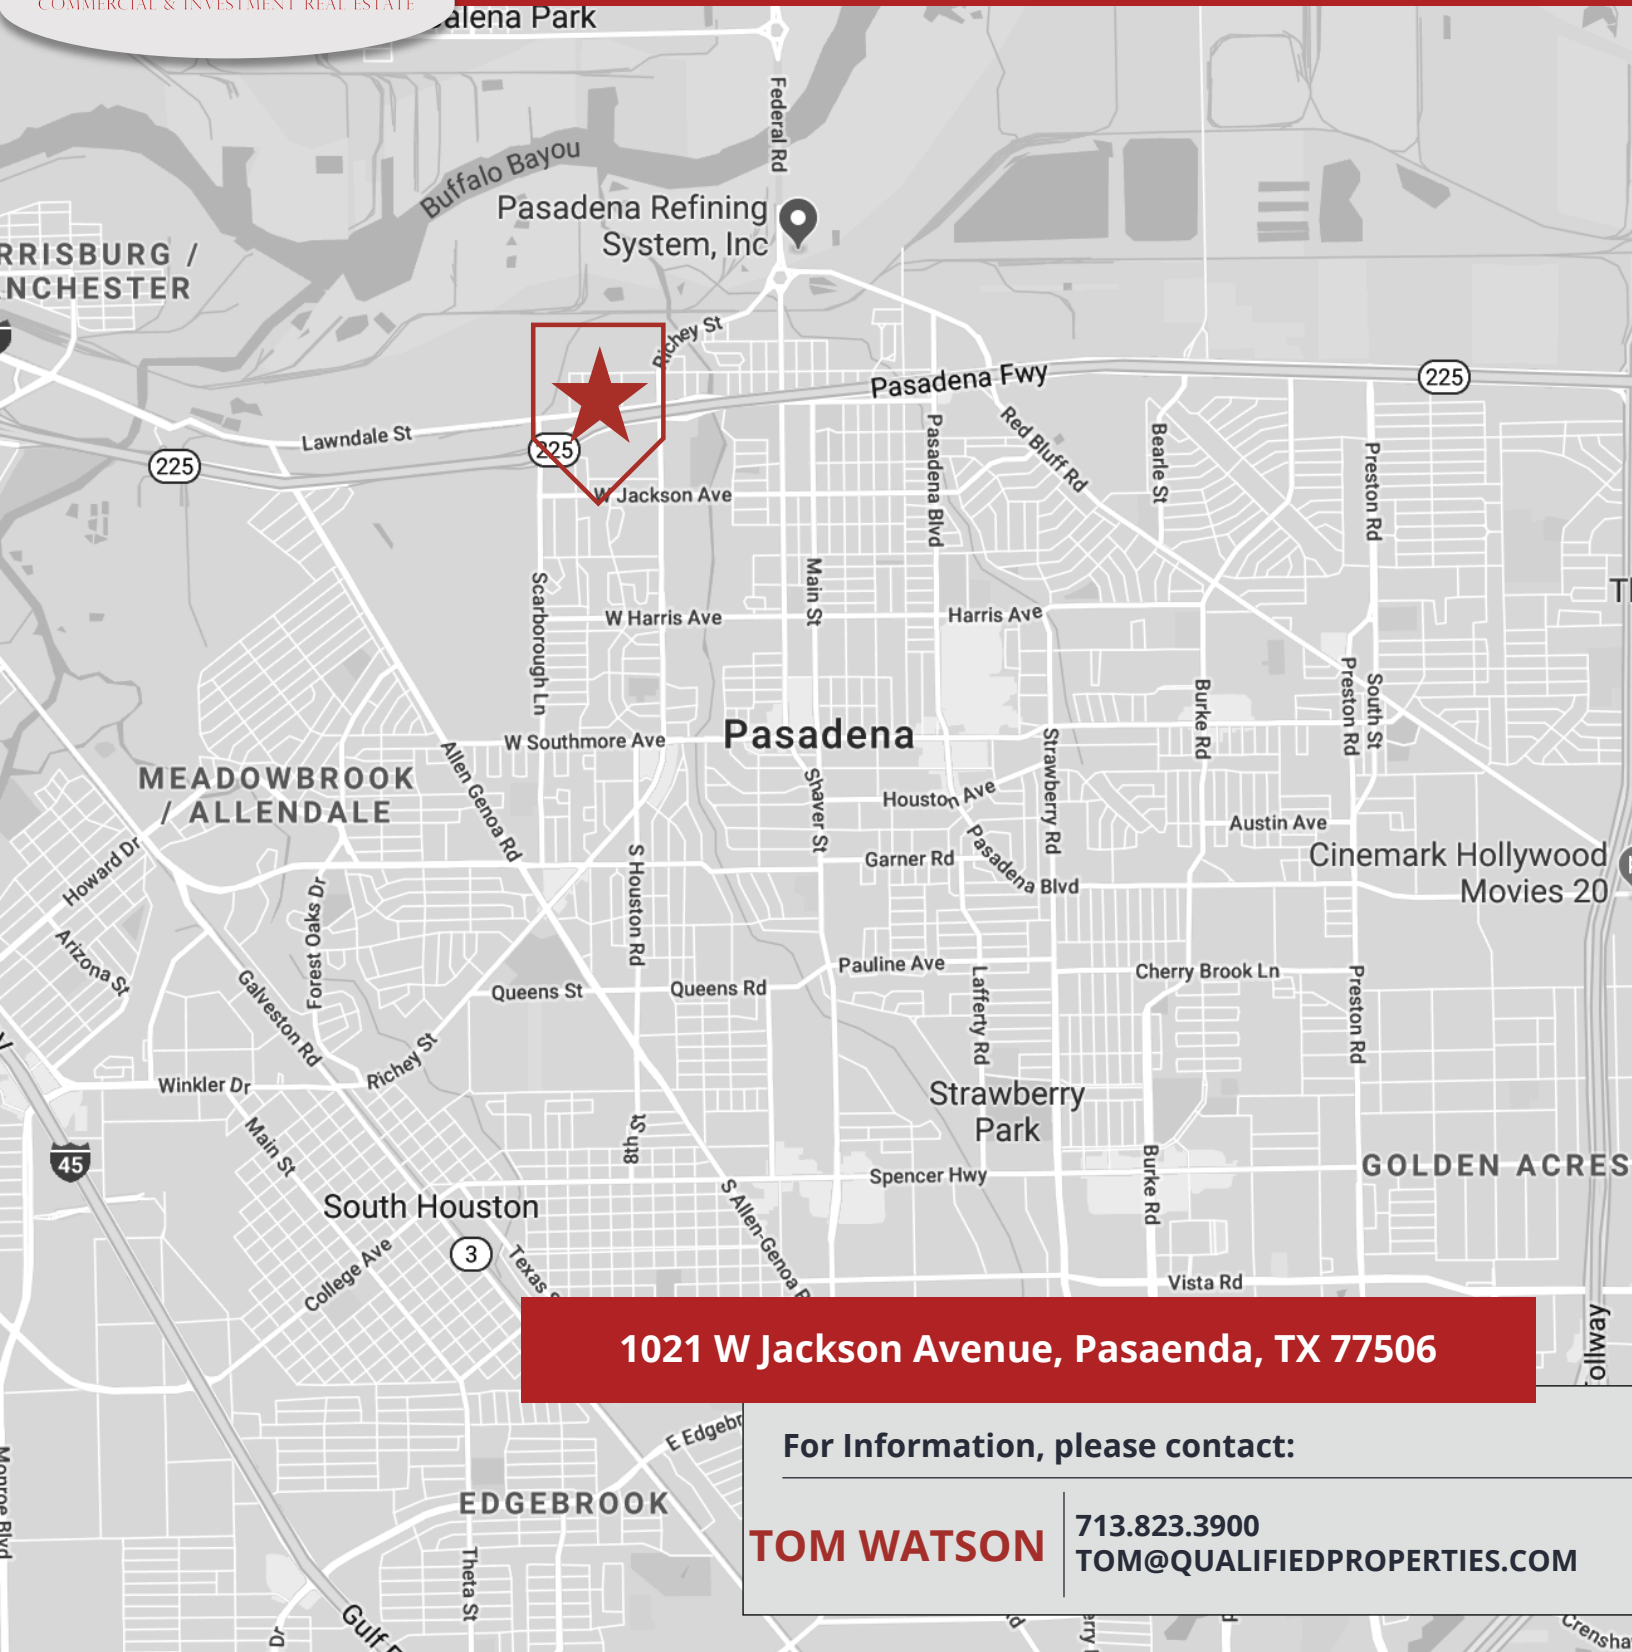 COMMERCIAL & INVESTMENT REAL ESTATE
alena Park
Federal Rd
Buffalo Bayou
Pasadena Refining
System, Inc
RRISBURG /
NCHESTER
Richey St
Pasadena Fwy
225
Lawndale St
225
225
W Jackson Ave
Pasadena Blvd
Red Bluff Rd
Bearle St
Preston Rd
Scarborough Ln
Main St
W Harris Ave
Harris Ave
Preston Rd
South St
Burke Rd
W Southmore Ave
Pasadena
Strawberry Rd
Allen Genoa Rd
MEADOWBROOK
/ ALLENDALE
Shaver St
Houston Ave
Austin Ave
Garner Rd
Pasadena Blvd
Cinemark Hollywood
Movies 20
Howard Dr
S Houston Rd
Forest Oaks Dr
Arizona St
Galveston Rd
Queens St
Queens Rd
Pauline Ave
Lafferty Rd
Cherry Brook Ln
Preston Rd
Richey St
Winkler Dr
Strawberry
Park
Main St
8th St
45
Burke Rd
GOLDEN ACRES
Spencer Hwy
South Houston
3
S Allen-Genoa R
College Ave
Texas S
Vista Rd
1021 W Jackson Avenue, Pasaenda, TX 77506
E Edgebr
For Information, please contact:
Monroe Blvd
EDGEBROOK
TOM WATSON
713.823.3900
TOM@QUALIFIEDPROPERTIES.COM
Theta St
Gulf F
Dr
Crensha